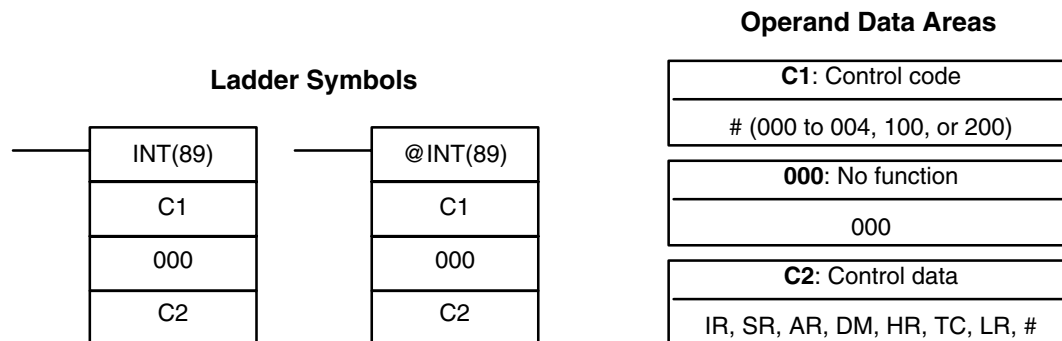 Ladder Symbols
INT(89)
C1
000
C2
@INT(89)
C1
000
C2
Operand Data Areas
C1: Control code
# (000 to 004, 100, or 200)
000: No function
000
C2: Control data
IR, SR, AR, DM, HR, TC, LR, #